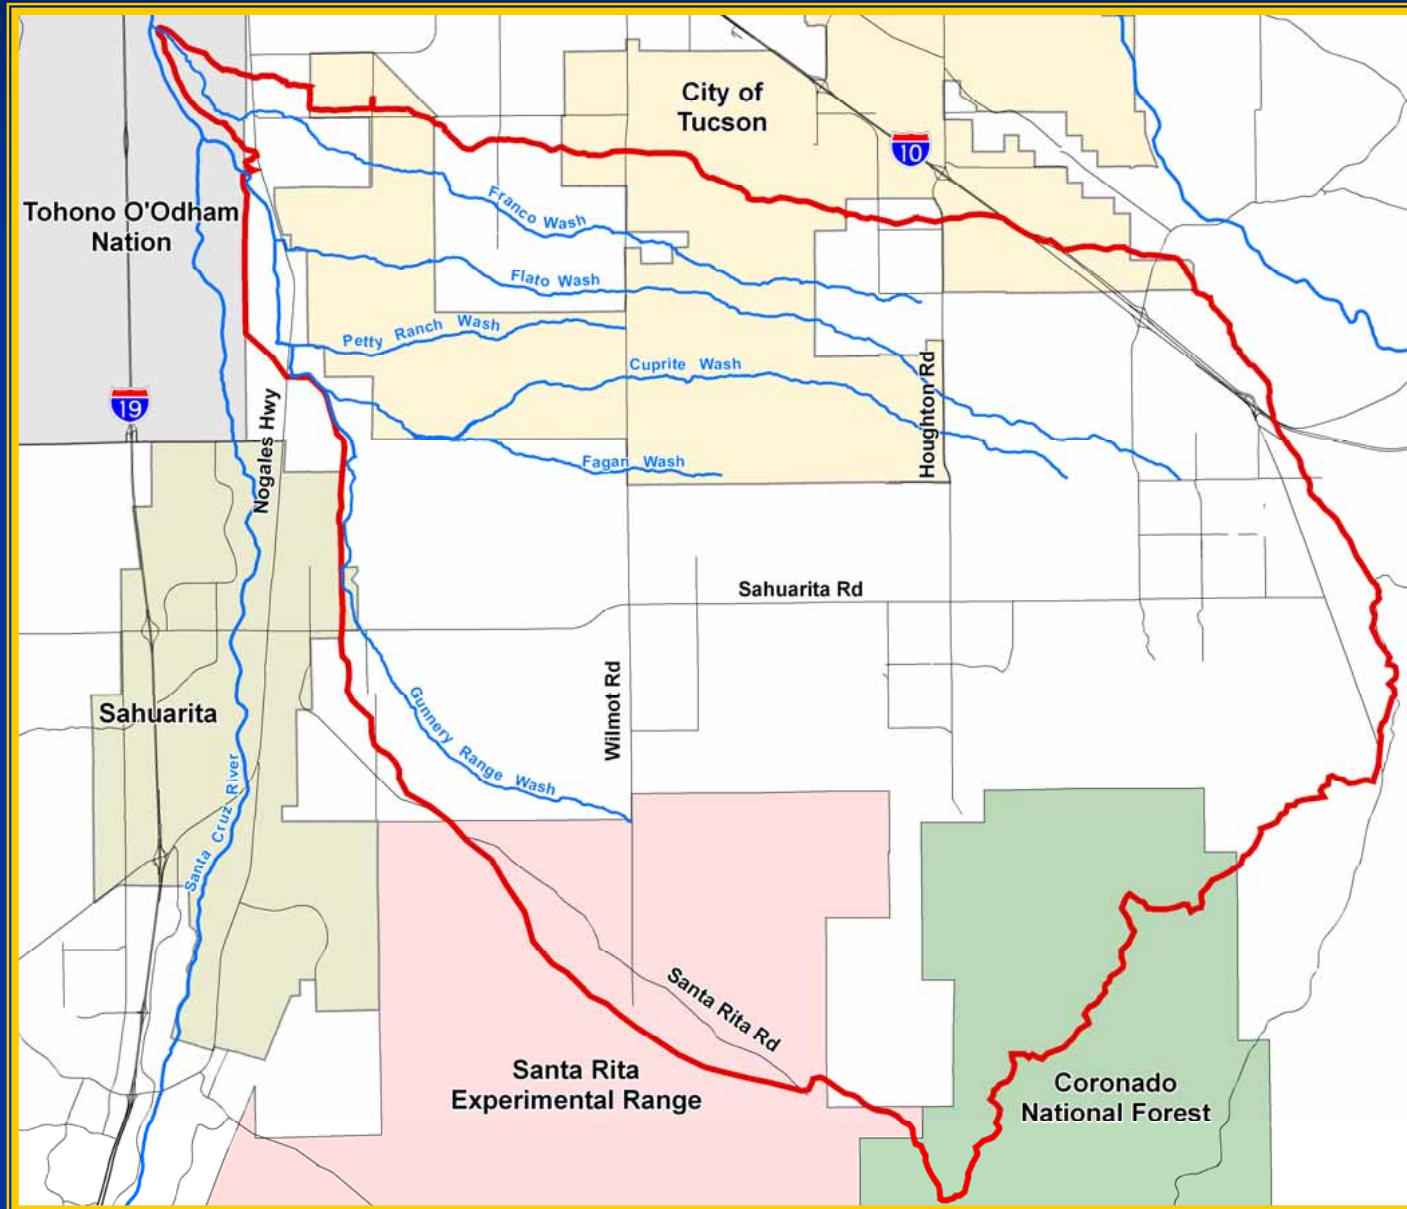 City of
Tucson
10
Franco Wash
Tohono O'Odham
Nation
Flato Wash
Petty Ranch Wash
Cuprite Wash
Houghton Rd
19
Nogales Hwy
Fagan Wash
Sahuarita Rd
Wilmot Rd
Gunnery Range Wash
Sahuarita
Santa Cruz River
Santa Rita Rd
Santa Rita
Experimental Range
Coronado
National Forest